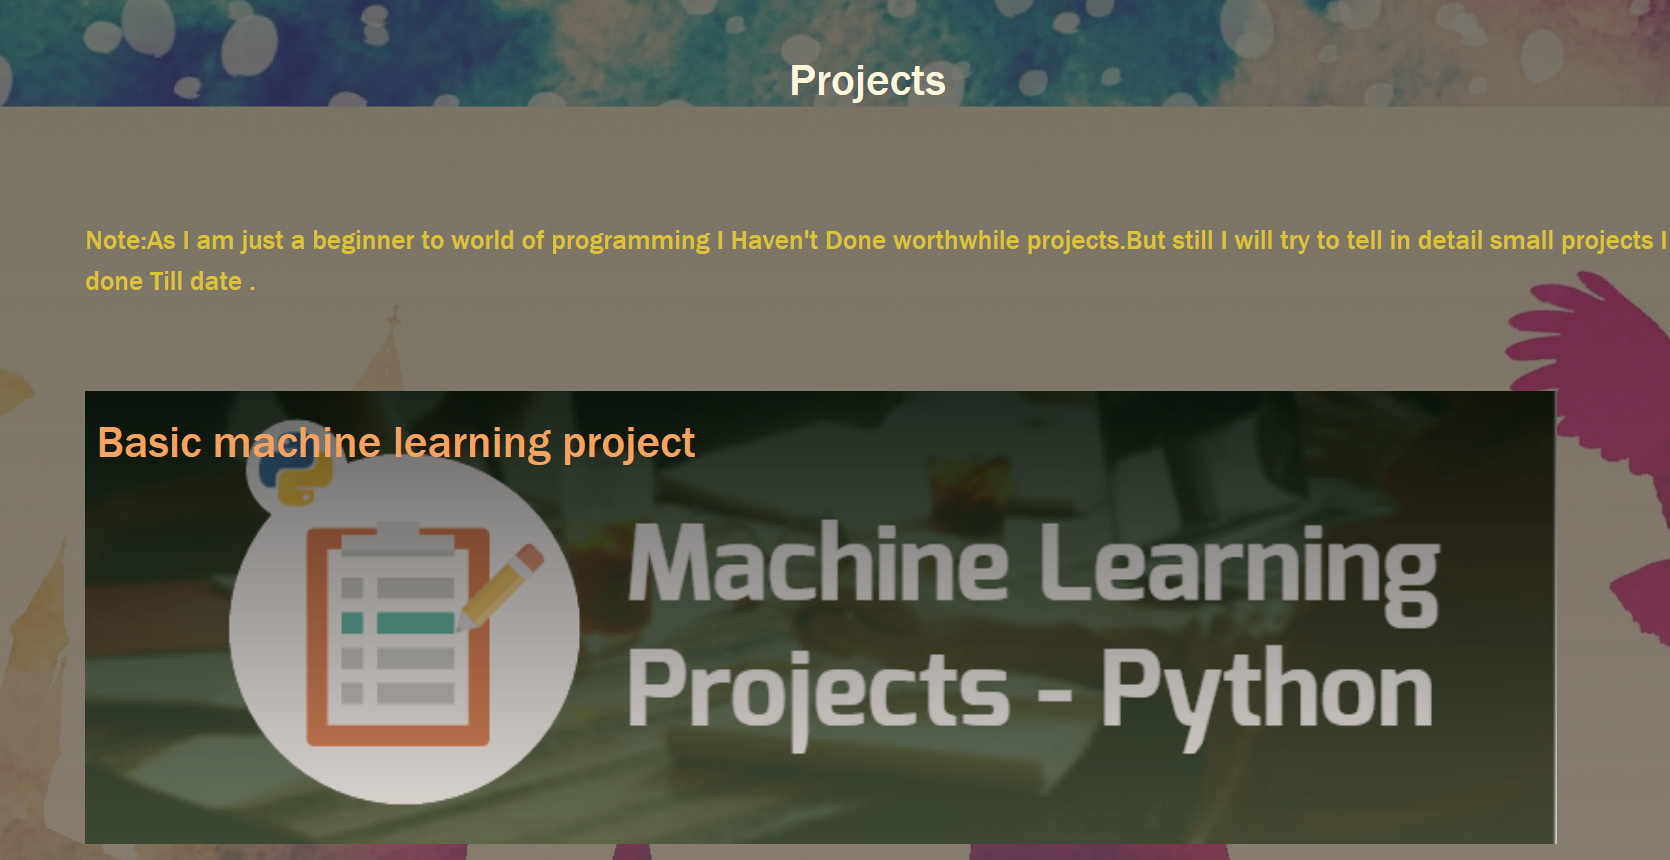 Projects
Note:As I am just a beginner to world of programming I Haven't Done worthwhile projects.But still I will try to tell in detail small projects I
done Till date .
Basic machine learning project
Machine Learning
Projects - Python